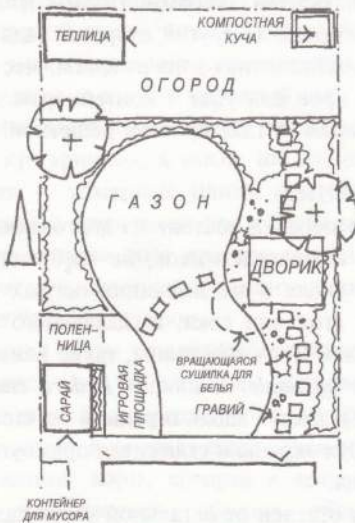 ТЕПЛИЦА
КОМПОСТНАЯ
КУЧА
ОГОРОД
ГАЗОН
ДВОРИК
ПОЛЕН-
НИЦА
САРАЙ
ИГРОВАЯ
ПЛОЩАДКА
ВРАЩАЮЩАЯСЯ
СУШИЛКА ДЛЯ
БЕЛЬЯ
ГРАВИЙ
КОНТЕЙНЕР
ДЛЯ МУСОРА